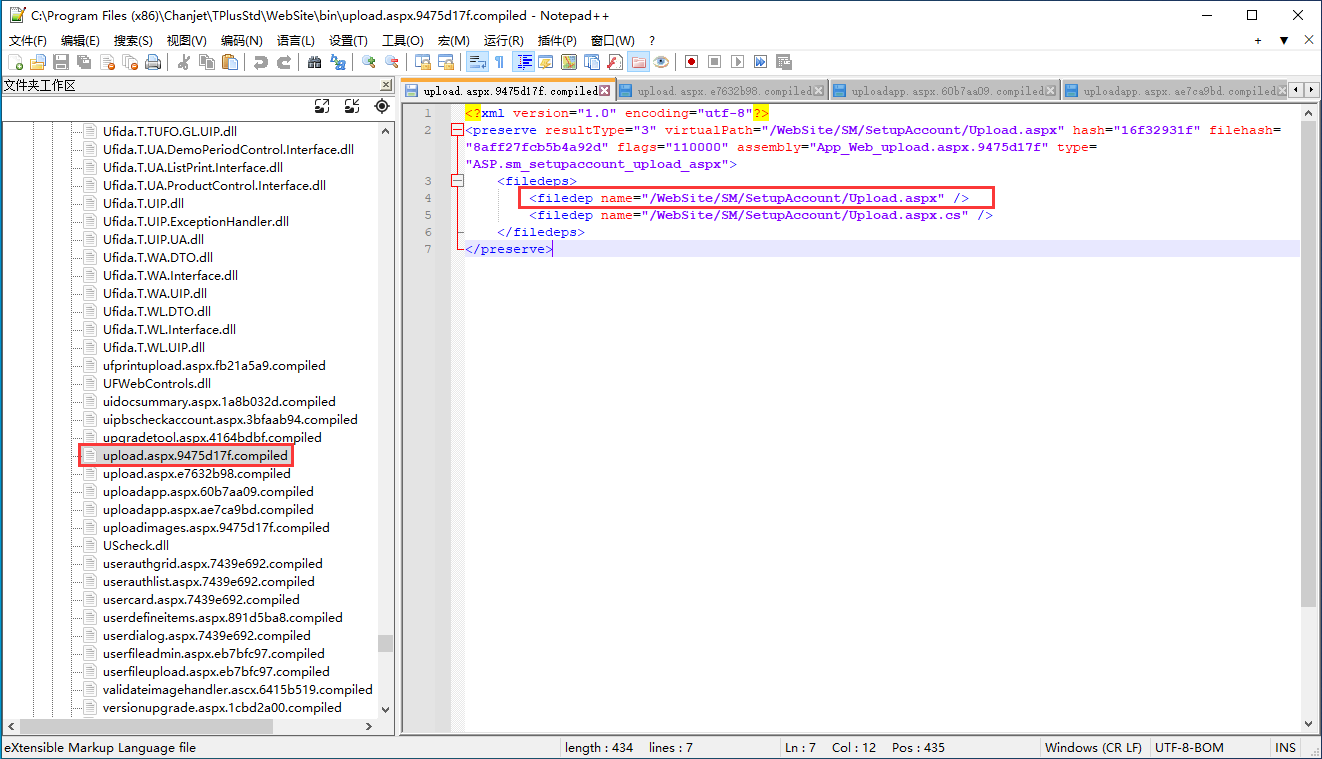 C:\Program Files (x86)\Chanjet\TPlusStd\WebSite\bin\upload.aspx.9475d17f.compiled - Notepad++
文件(F) 编辑(E) 搜索(S) 视图(V) 编码(N) 语言(L) 设置(T) 工具(O) 宏(M) 运行(R) 插件(P) 窗口(W) ?
文件夹工作区
Ufida.T.TUFO.GL.UIP.dll
Ufida.T.UA.DemoPeriodControl.Interface.dll
Ufida.T.UA.ListPrint.Interface.dll
Ufida.T.UA.ProductControl.Interface.dll
Ufida.T.UIP.dll
Ufida.T.UIP.ExceptionHandler.dll
Ufida.T.UIP.UA.dll
Ufida.T.WA.DTO.dll
Ufida.T.WA.Interface.dll
Ufida.T.WA.UIP.dll
Ufida.T.WL.DTO.dll
Ufida.T.WL.Interface.dll
Ufida.T.WL.UIP.dll
ufprintupload.aspx.fb21a5a9.compiled
UFWebControls.dll
uidocsummary.aspx.1a8b032d.compiled
uipbscheckaccount.aspx.3bfaab94.compiled
upgradetool.aspx.4164bdbf.compiled
upload.aspx.9475d17f.compiled
upload.aspx.e7632b98.compiled
uploadapp.aspx.60b7aa09.compiled
uploadapp.aspx.ae7ca9bd.compiled
uploadimages.aspx.9475d17f.compiled
UScheck.dll
userauthgrid.aspx.7439e692.compiled
userauthlist.aspx.7439e692.compiled
usercard.aspx.7439e692.compiled
userdefineitems.aspx.891d5ba8.compiled
userdialog.aspx.7439e692.compiled
userfileadmin.aspx.eb7bfc97.compiled
userfileupload.aspx.eb7bfc97.compiled
validateimagehandler.ascx.6415b519.compiled
versionupgrade.aspx.1cbd2a00.compiled
upload.aspx.9475d17f.compiled upload.aspx.e7632b98.compiled uploadapp.aspx.60b7aa09.compiled uploadapp.aspx.ae7ca9bd.compiled
1 <?xml version="1.0" encoding="utf-8"?>
2 <preserve resultType="3" virtualPath="/WebSite/SM/SetupAccount/Upload.aspx" hash="16f32931f" filehash=
"8aff27fcb5b4a92d" flags="110000" assembly="App_Web_upload.aspx.9475d17f" type=
"ASP.sm_setupaccount_upload_aspx">
3 <filedeps>
4 <filedep name="/WebSite/SM/SetupAccount/Upload.aspx" />
5 <filedep name="/WebSite/SM/SetupAccount/Upload.aspx.cs" />
6 </filedeps>
7 </preserve>
eXtensible Markup Language file length : 434 lines : 7 Ln : 7 Col : 12 Pos : 435 Windows (CR LF) UTF-8-BOM INS